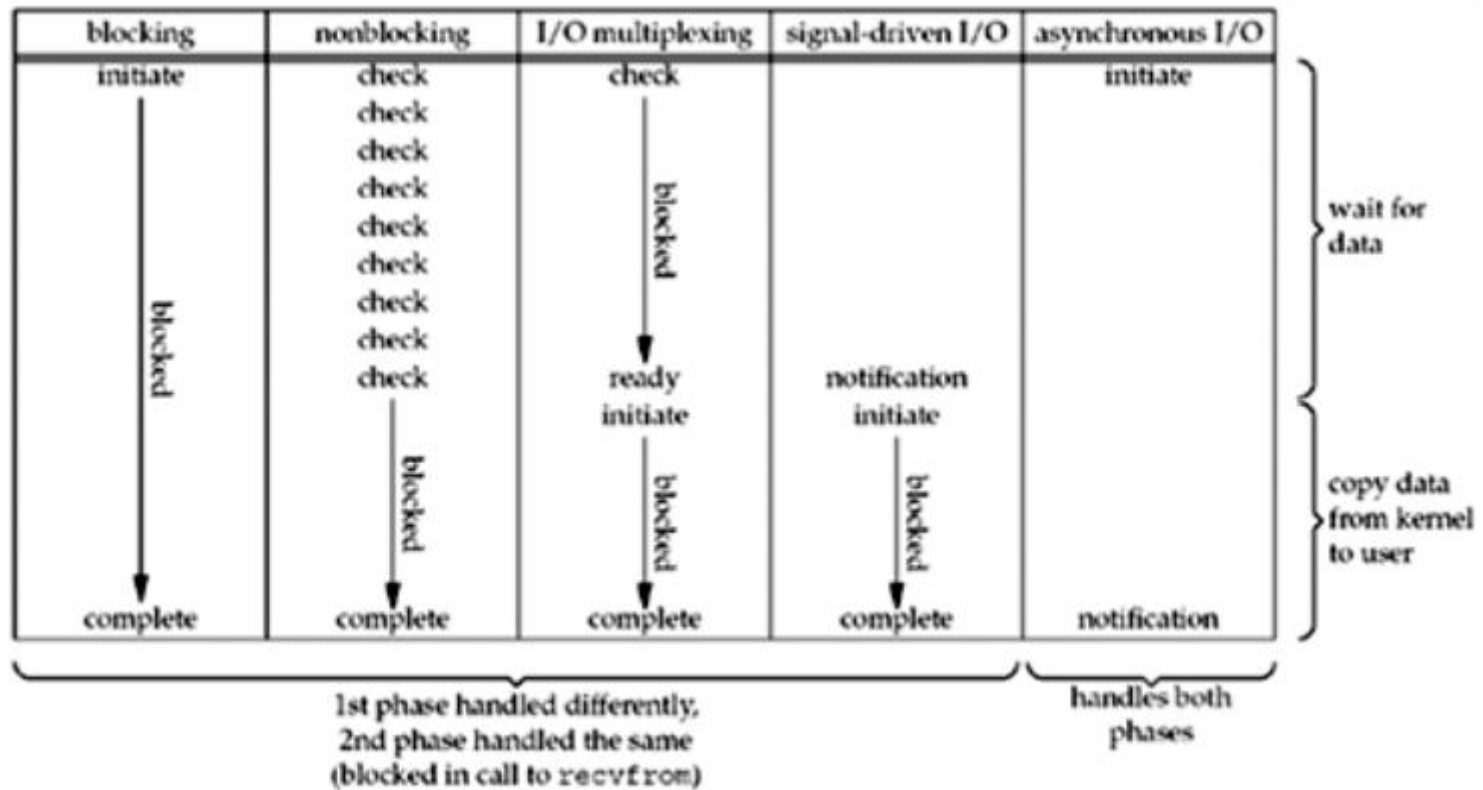 blocking nonblocking I/O multiplexing signal-driven I/O asynchronous I/O
initiate check check initiate
check
check
check
check
check
check
check
check ready notification
initiate initiate
blocked
blocked
blocked
blocked
blocked
complete complete complete complete notification
wait for
data
copy data
from kernel
to user
1st phase handled differently,
2nd phase handled the same
(blocked in call to recvfrom)
handles both
phases